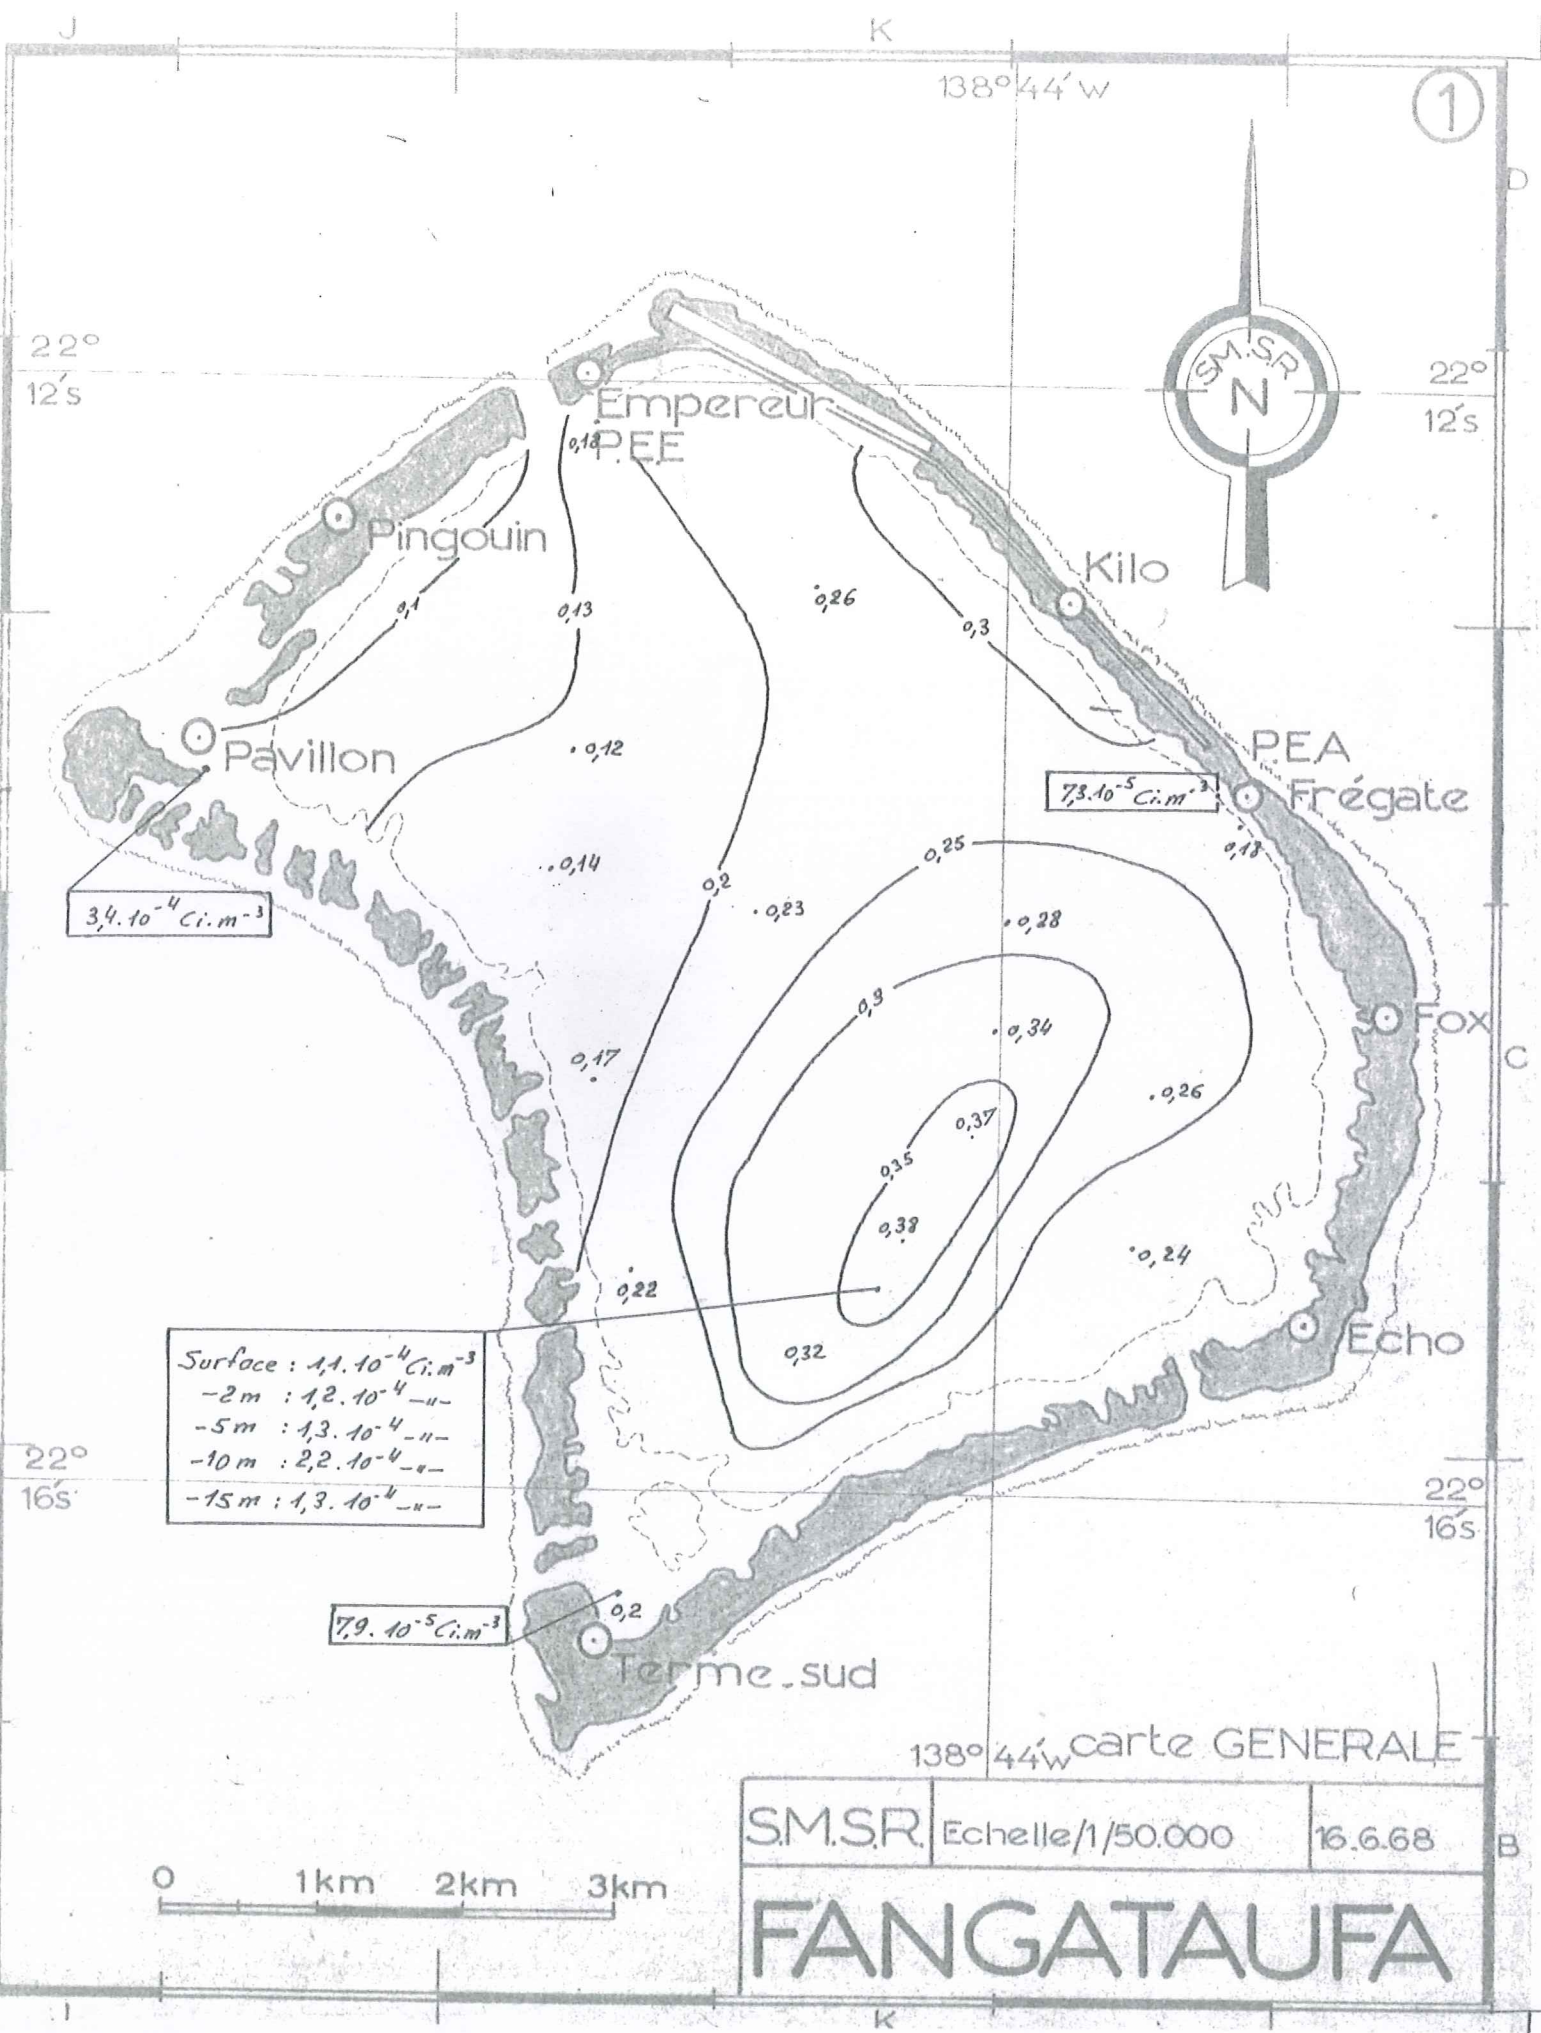 J
K
138° 44' W
1
D
22°
12's
S.M.S.R
N
22°
12's
Empereur
0,18
P.E.E
Pingouin
Kilo
0,26
0,1
0,13
0,3
Pavillon
0,12
P.E.A
7,3.10⁻⁵ Ci.m⁻³
Frégate
0,18
0,14
0,25
0,2
0,23
3,4.10⁻⁴ Ci.m⁻³
0,28
0,3
0,34
Fox
C
0,17
0,26
0,37
0,35
0,38
0,24
0,22
Echo
0,32
Surface : 1,1.10⁻⁴ Ci.m⁻³
-2m : 1,2.10⁻⁴ -"-
-5m : 1,3.10⁻⁴ -"-
-10m : 2,2.10⁻⁴ -"-
-15m : 1,3.10⁻⁴ -"-
22°
16's
22°
16's
7,9.10⁻⁵ Ci.m⁻³
0,2
Terme-sud
138° 44'w
carte GENERALE
S.M.S.R.
Echelle/1/50.000
16.6.68
B
0 1km 2km 3km
FANGATAUFA
I
K